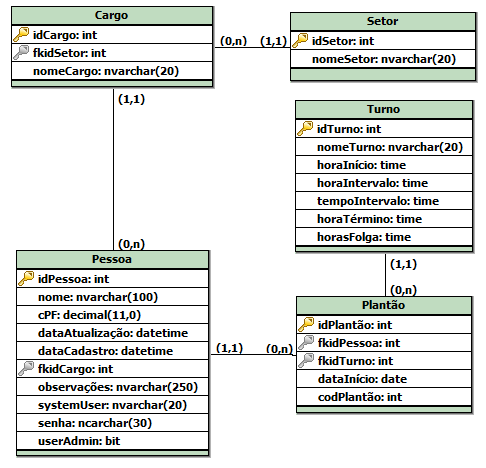 Cargo
idCargo: int
fkidSetor: int
nomeCargo: nvarchar(20)
(0,n) (1,1)
Setor
idSetor: int
nomeSetor: nvarchar(20)
(1,1)
(0,n)
Turno
idTurno: int
nomeTurno: nvarchar(20)
horaInício: time
horaIntervalo: time
tempoIntervalo: time
horaTérmino: time
horasFolga: time
(1,1)
(0,n)
Pessoa
idPessoa: int
nome: nvarchar(100)
cPF: decimal(11,0)
dataAtualização: datetime
dataCadastro: datetime
fkidCargo: int
observações: nvarchar(250)
systemUser: nvarchar(20)
senha: ncarchar(30)
userAdmin: bit
(1,1) (0,n)
Plantão
idPlantão: int
fkidPessoa: int
fkidTurno: int
dataInício: date
codPlantão: int